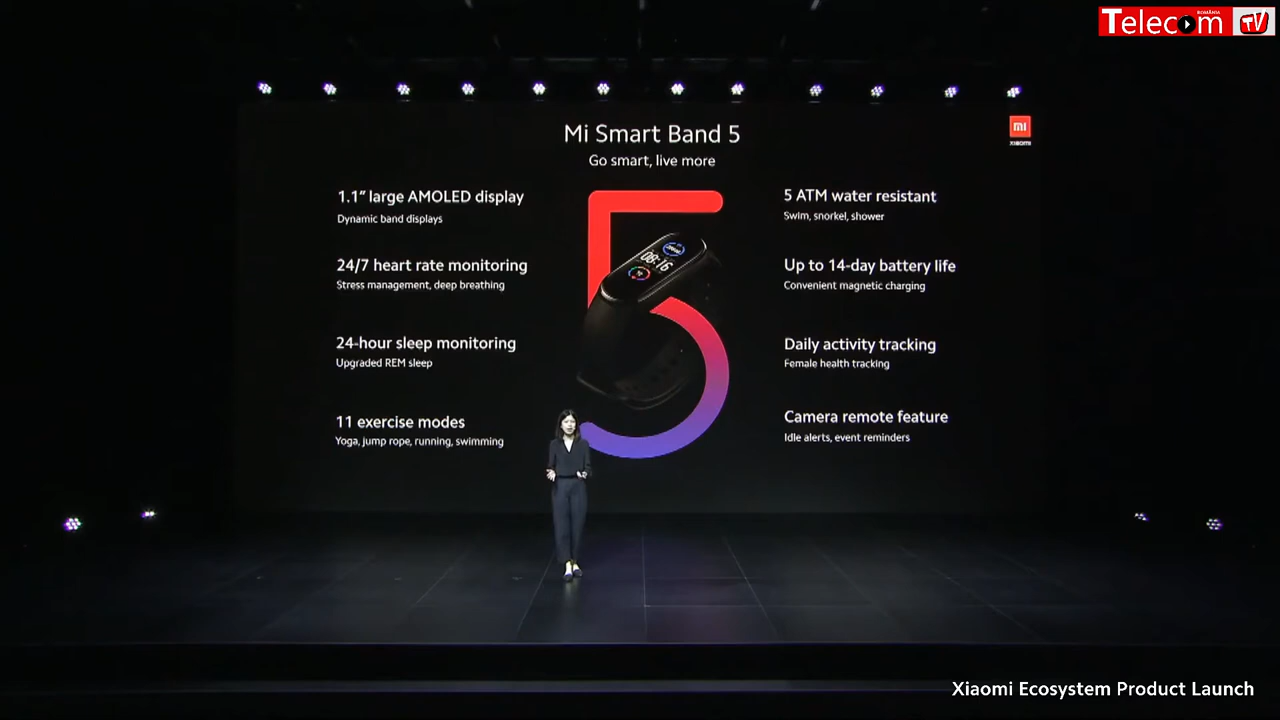 Telecom
ROMÂNIA
TV
Mi Smart Band 5
Go smart, live more
mi
XIAOMI
1.1” large AMOLED display
Dynamic band displays
24/7 heart rate monitoring
Stress management, deep breathing
24-hour sleep monitoring
Upgraded REM sleep
11 exercise modes
Yoga, jump rope, running, swimming
08:16
5 ATM water resistant
Swim, snorkel, shower
Up to 14-day battery life
Convenient magnetic charging
Daily activity tracking
Female health tracking
Camera remote feature
Idle alerts, event reminders
Xiaomi Ecosystem Product Launch